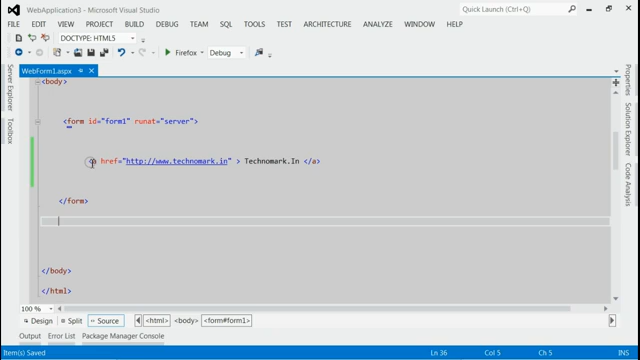 WebApplication3 - Microsoft Visual Studio
Quick Launch (Ctrl+Q)
FILE EDIT VIEW PROJECT BUILD DEBUG TEAM SQL TOOLS TEST ARCHITECTURE ANALYZE WINDOW HELP
DOCTYPE: HTML5
Firefox Debug
WebForm1.aspx
Server Explorer
Toolbox
Properties
Solution Explorer
Code Analysis
<body>
<form id="form1" runat="server">
<a href="http://www.technomark.in" > Technomark.In </a>
</form>
</body>
</html>
100 %
Design Split Source <html> <body> <form#form1>
Output Error List Package Manager Console
Item(s) Saved Ln 36 Col 5 Ch 5 INS